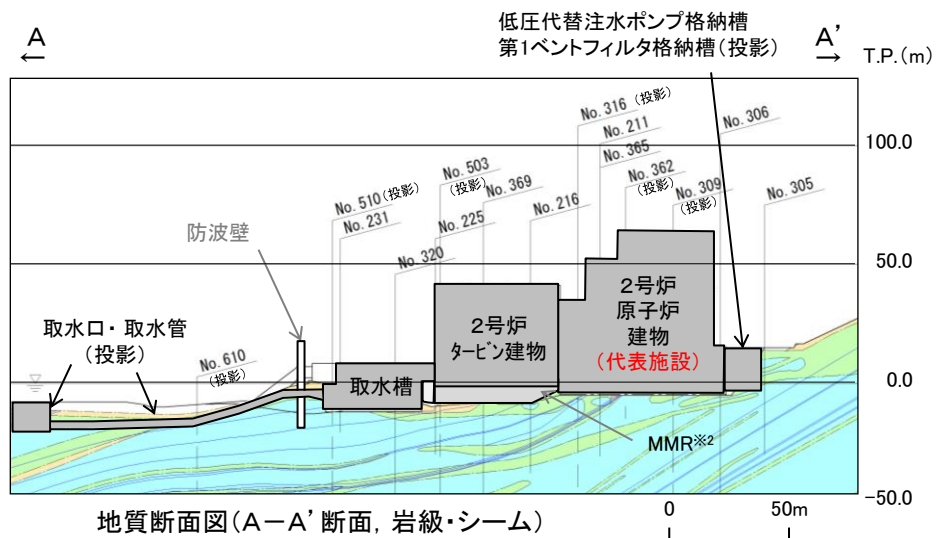 低圧代替注水ポンプ格納槽
第1ベントフィルタ格納槽(投影)
A
A’
T.P.(m)
No. 316 (投影)
No. 211
No. 306
100.0
No. 365
No. 503
(投影)
No. 362
(投影)
No. 510(投影)
No. 369
No. 309
(投影)
No. 305
No. 231
No. 225
No. 216
防波壁
No. 320
50.0
2号炉
原子炉
建物
(代表施設)
2号炉
タービン建物
取水口・取水管
(投影)
No. 610
(投影)
取水槽
0.0
MMR※2
-50.0
地質断面図(A-A’断面, 岩級・シーム)
0
50m